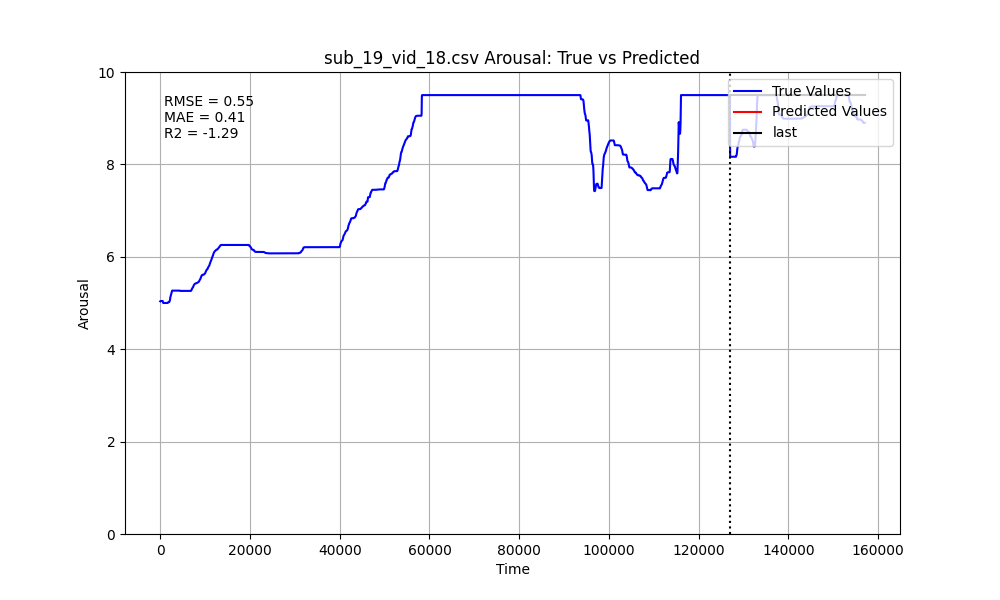 sub_19_vid_18.csv Arousal: True vs Predicted
RMSE = 0.55
MAE = 0.41
R2 = -1.29
True Values
Predicted Values
last
Arousal
10
8
6
4
2
0
0 20000 40000 60000 80000 100000 120000 140000 160000
Time